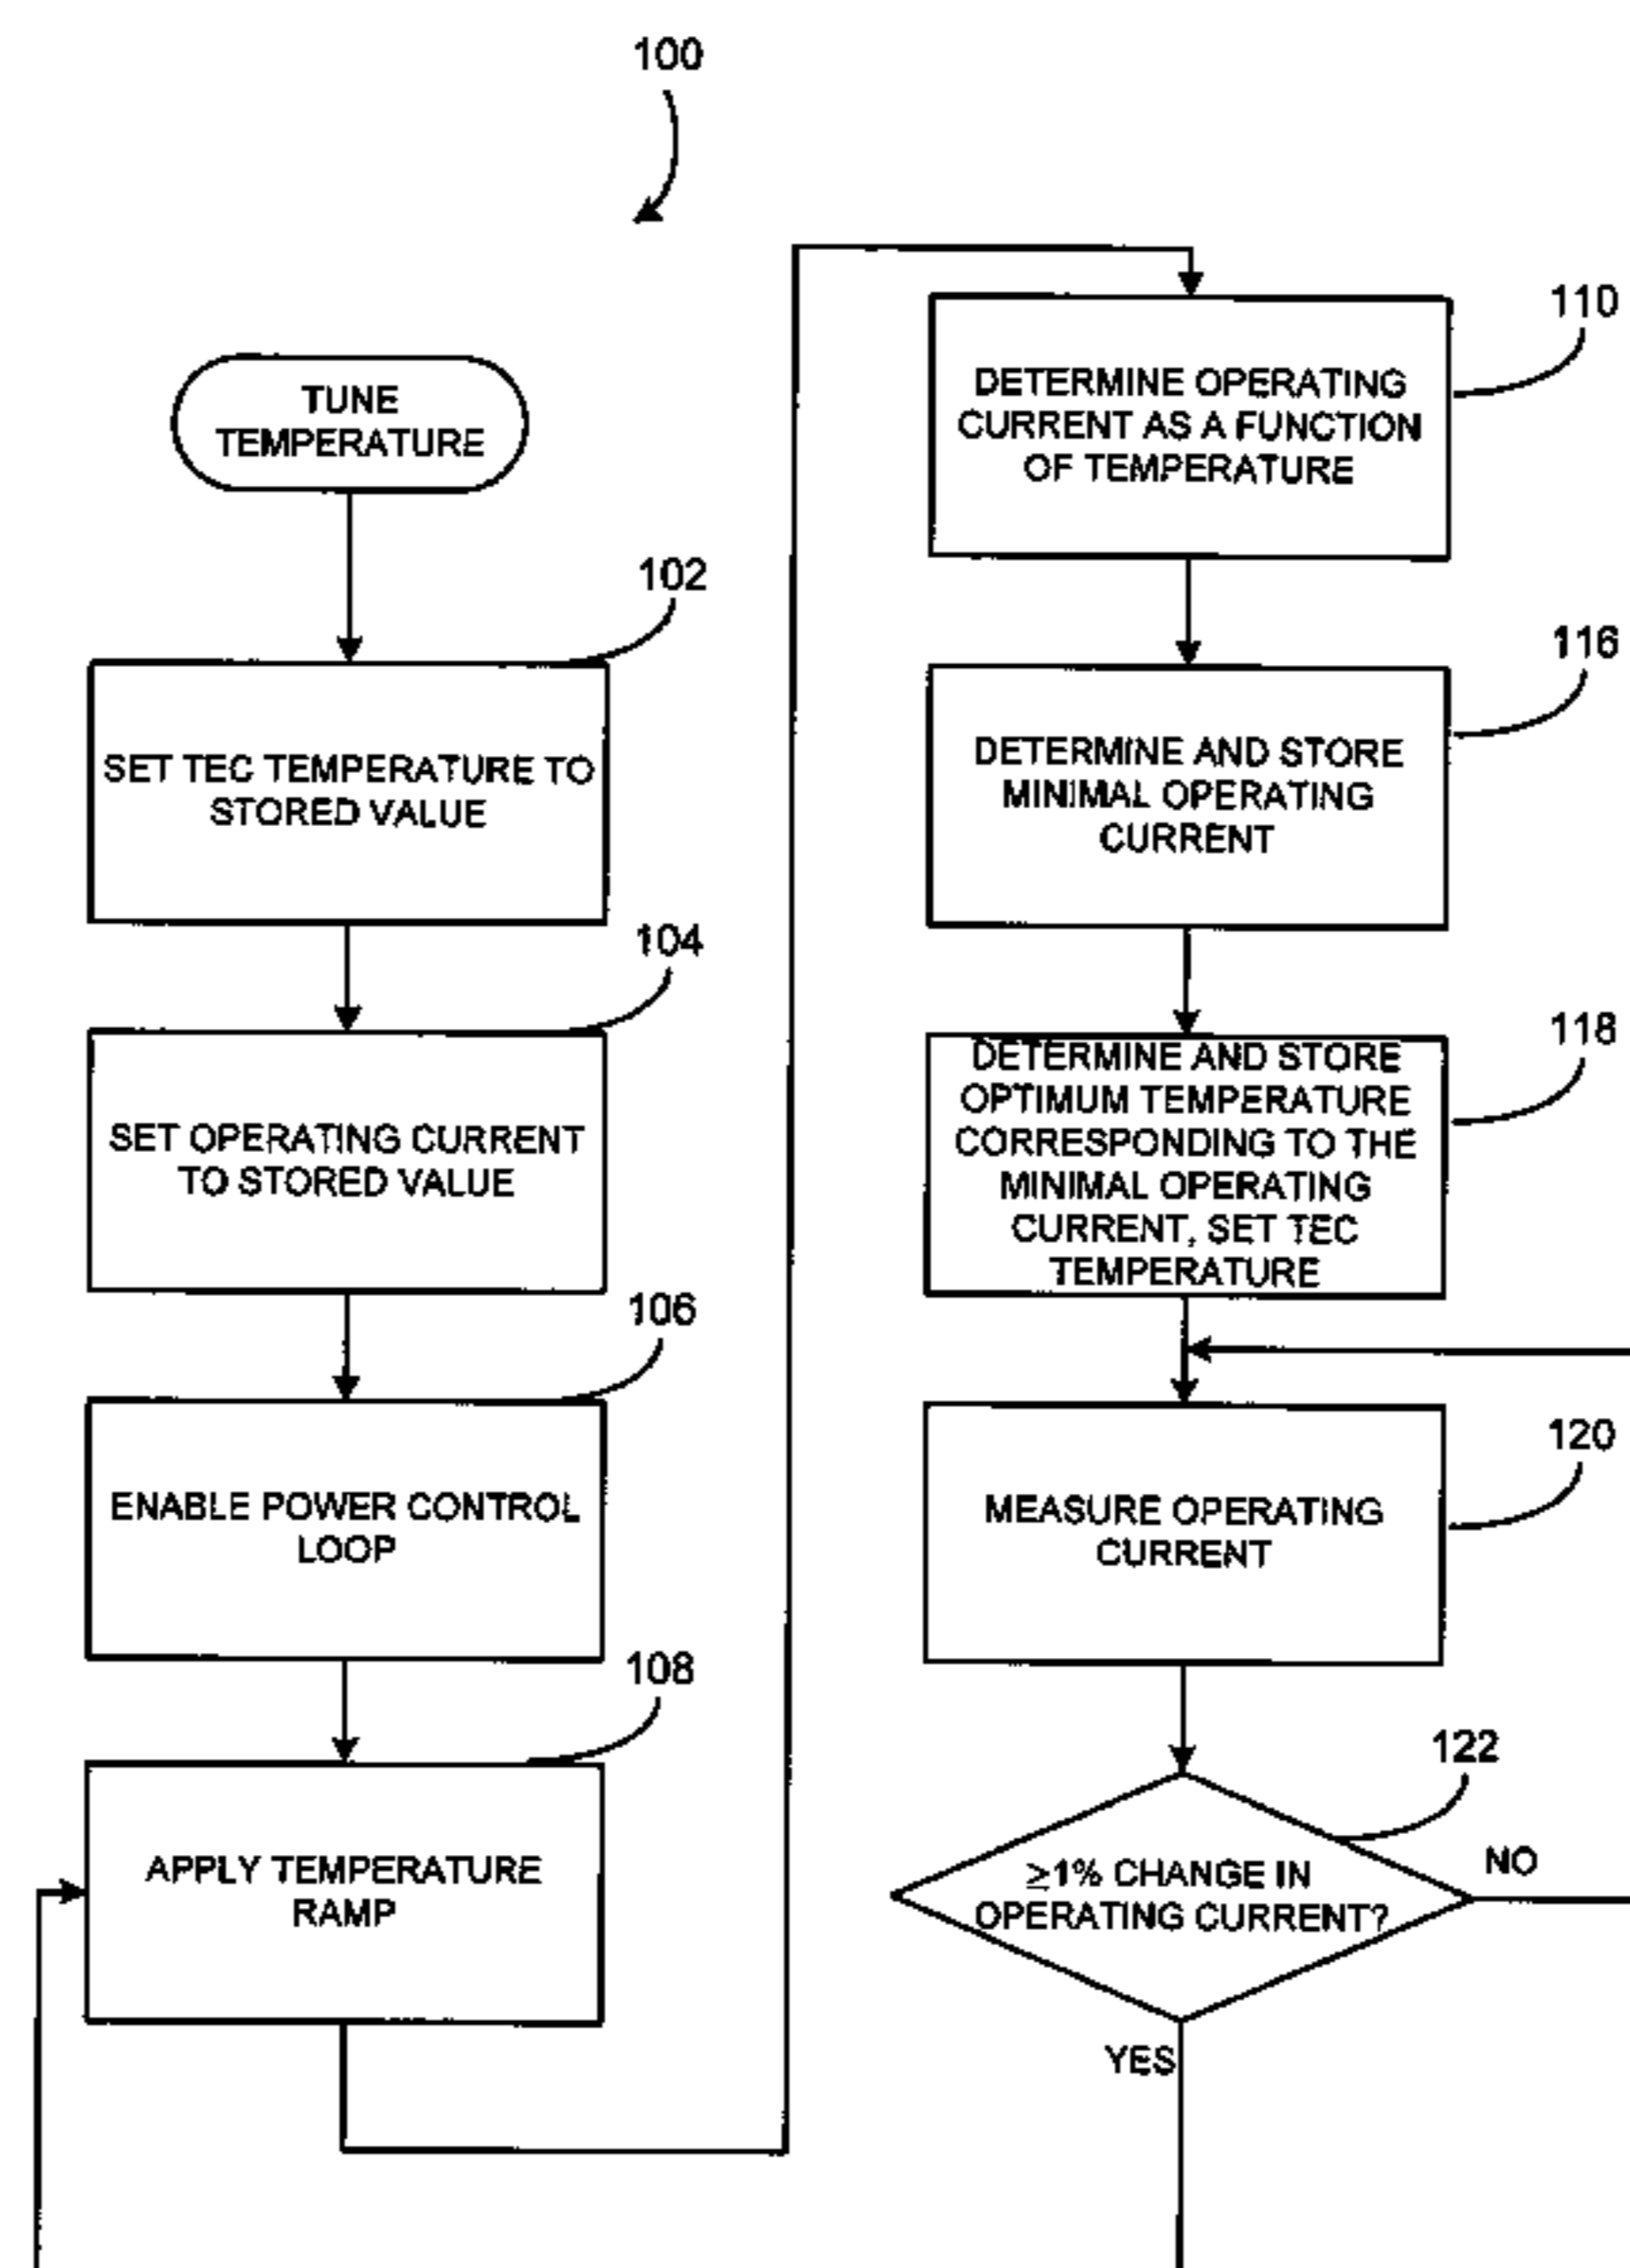 100
TUNE
TEMPERATURE
102
SET TEC TEMPERATURE TO
STORED VALUE
104
SET OPERATING CURRENT
TO STORED VALUE
106
ENABLE POWER CONTROL
LOOP
108
APPLY TEMPERATURE
RAMP
110
DETERMINE OPERATING
CURRENT AS A FUNCTION
OF TEMPERATURE
116
DETERMINE AND STORE
MINIMAL OPERATING
CURRENT
118
DETERMINE AND STORE
OPTIMUM TEMPERATURE
CORRESPONDING TO THE
MINIMAL OPERATING
CURRENT, SET TEC
TEMPERATURE
120
MEASURE OPERATING
CURRENT
122
≥1% CHANGE IN
OPERATING CURRENT?
NO
YES